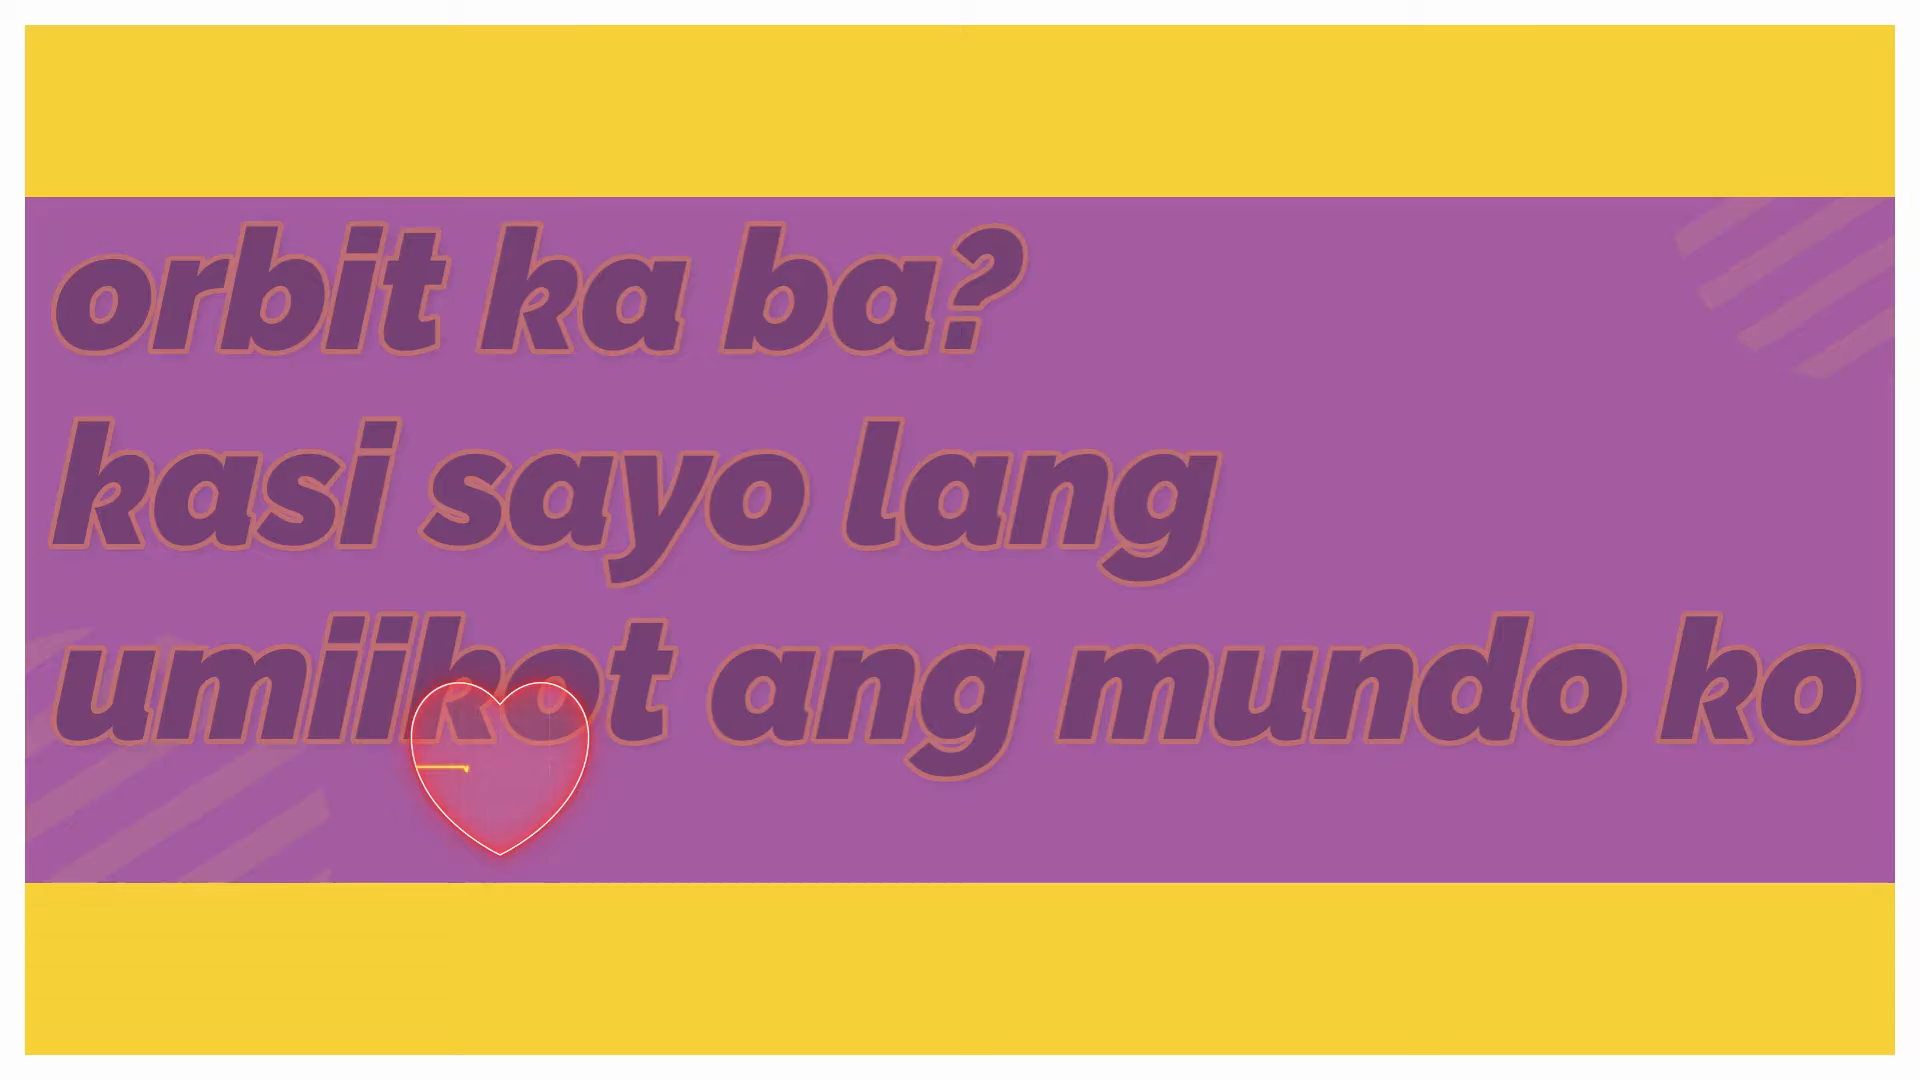 orbit ka ba?
kasi sayo lang
umiikot ang mundo ko